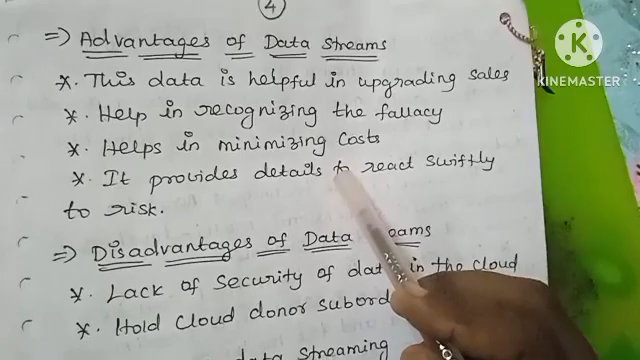 4
=> Advantages of Data Streams
*. This data is helpful in upgrading sales
*. Help in recognizing the fallacy
*. Helps in minimizing costs
*. It provides details to react swiftly
to risk.
=> Disadvantages of Data
*. Lack of security of data in the cloud
*. Hold Cloud donor
data streaming
KINEMASTER